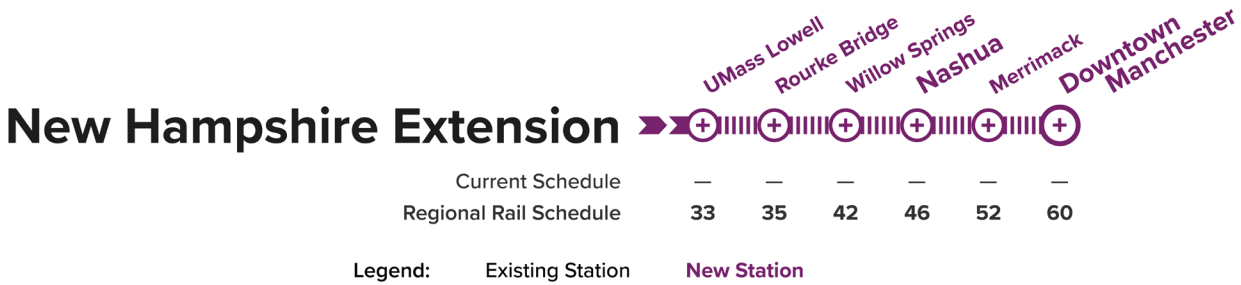 UMass Lowell
Rourke Bridge
Willow Springs
Nashua
Merrimack
Downtown
Manchester
New Hampshire Extension
Current Schedule — — — — — —
Regional Rail Schedule 33 35 42 46 52 60
Legend: Existing Station New Station